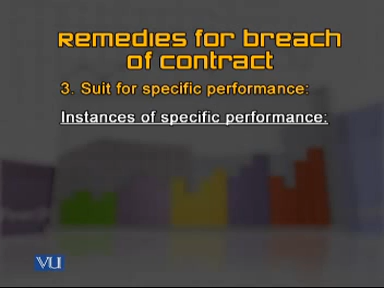 Remedies for breach
of contract
3. Suit for specific performance:
Instances of specific performance:
VU